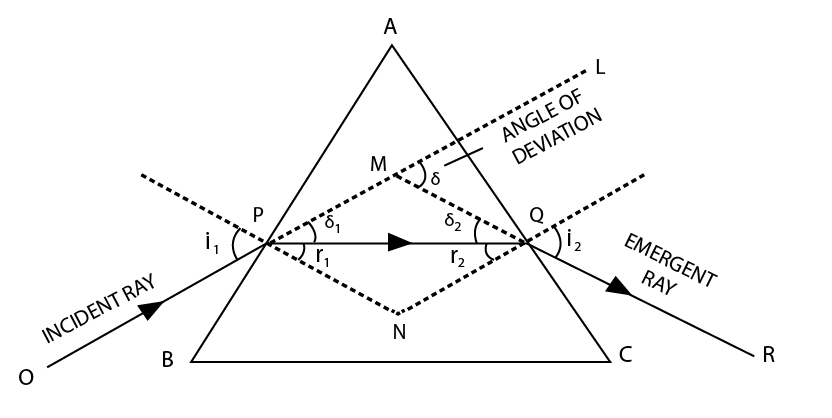 A
L
ANGLE OF
DEVIATION
M
δ
P
δ₁
δ₂
Q
i₁
r₁
r₂
i₂
EMERGENT
RAY
INCIDENT RAY
N
B
C
R
O